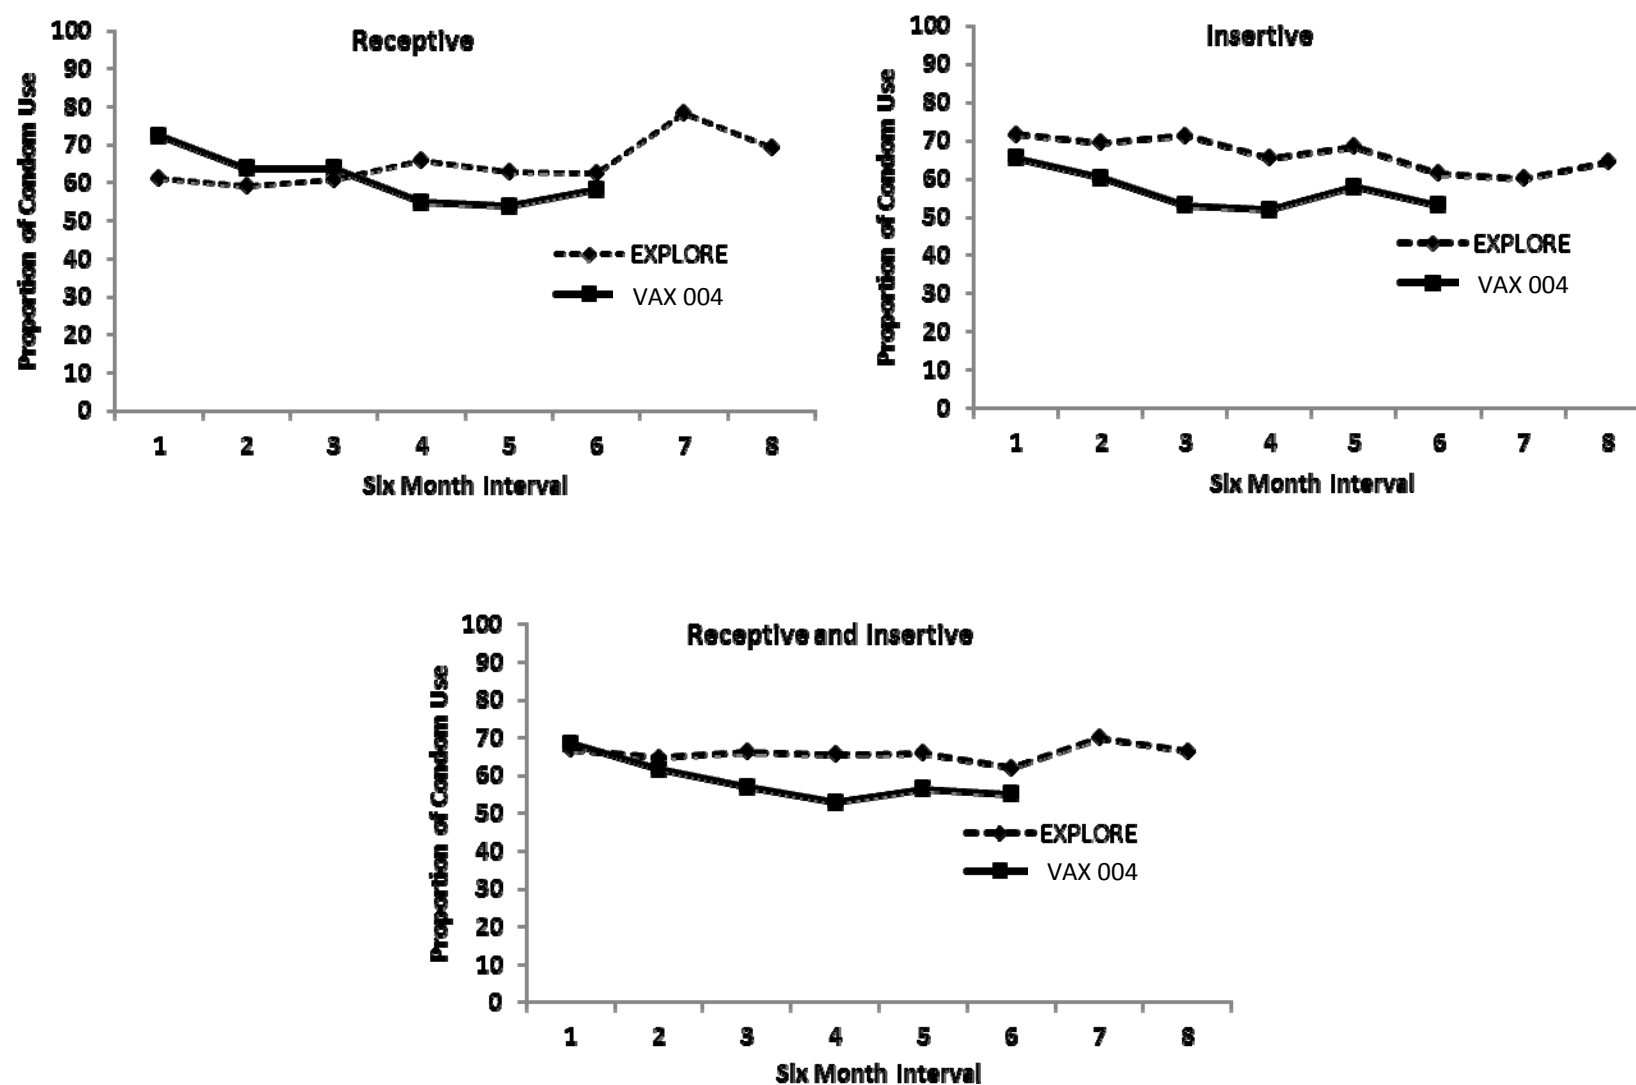 Receptive
Proportion of Condom Use
100
90
80
70
60
50
40
30
20
10
0
EXPLORE
VAX 004
1 2 3 4 5 6 7 8
Six Month Interval
Insertive
Proportion of Condom Use
100
90
80
70
60
50
40
30
20
10
0
EXPLORE
VAX 004
1 2 3 4 5 6 7 8
Six Month Interval
Receptive and Insertive
Proportion of Condom Use
100
90
80
70
60
50
40
30
20
10
0
EXPLORE
VAX 004
1 2 3 4 5 6 7 8
Six Month Interval